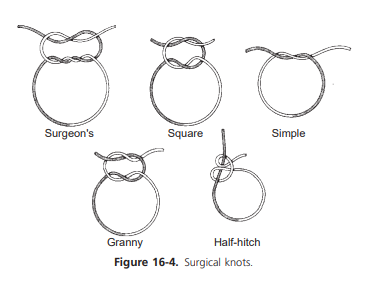 Surgeon's Square Simple
Granny Half-hitch
Figure 16-4. Surgical knots.